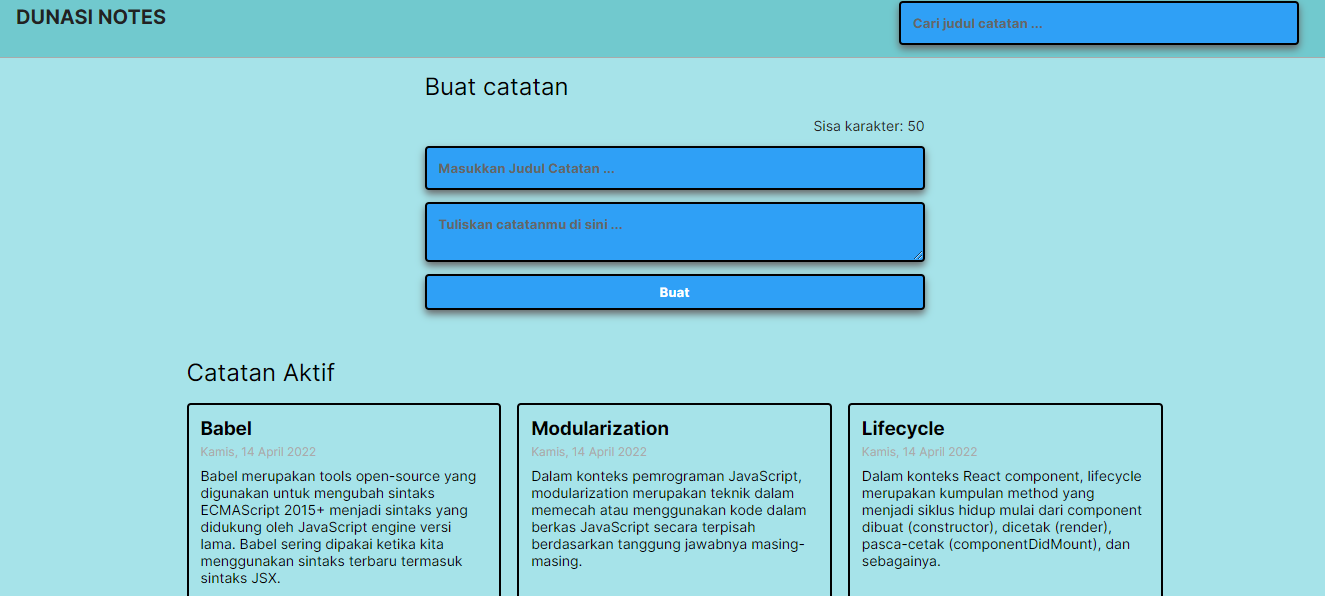 DUNASI NOTES
Cari judul catatan ...
Buat catatan
Sisa karakter: 50
Masukkan Judul Catatan ...
Tuliskan catatanmu di sini ...
Buat
Catatan Aktif
Babel
Kamis, 14 April 2022
Babel merupakan tools open-source yang
digunakan untuk mengubah sintaks
ECMAScript 2015+ menjadi sintaks yang
didukung oleh JavaScript engine versi
lama. Babel sering dipakai ketika kita
menggunakan sintaks terbaru termasuk
sintaks JSX.
Modularization
Kamis, 14 April 2022
Dalam konteks pemrograman JavaScript,
modularization merupakan teknik dalam
memecah atau menggunakan kode dalam
berkas JavaScript secara terpisah
berdasarkan tanggung jawabnya masing-
masing.
Lifecycle
Kamis, 14 April 2022
Dalam konteks React component, lifecycle
merupakan kumpulan method yang
menjadi siklus hidup mulai dari component
dibuat (constructor), dicetak (render),
pasca-cetak (componentDidMount), dan
sebagainya.